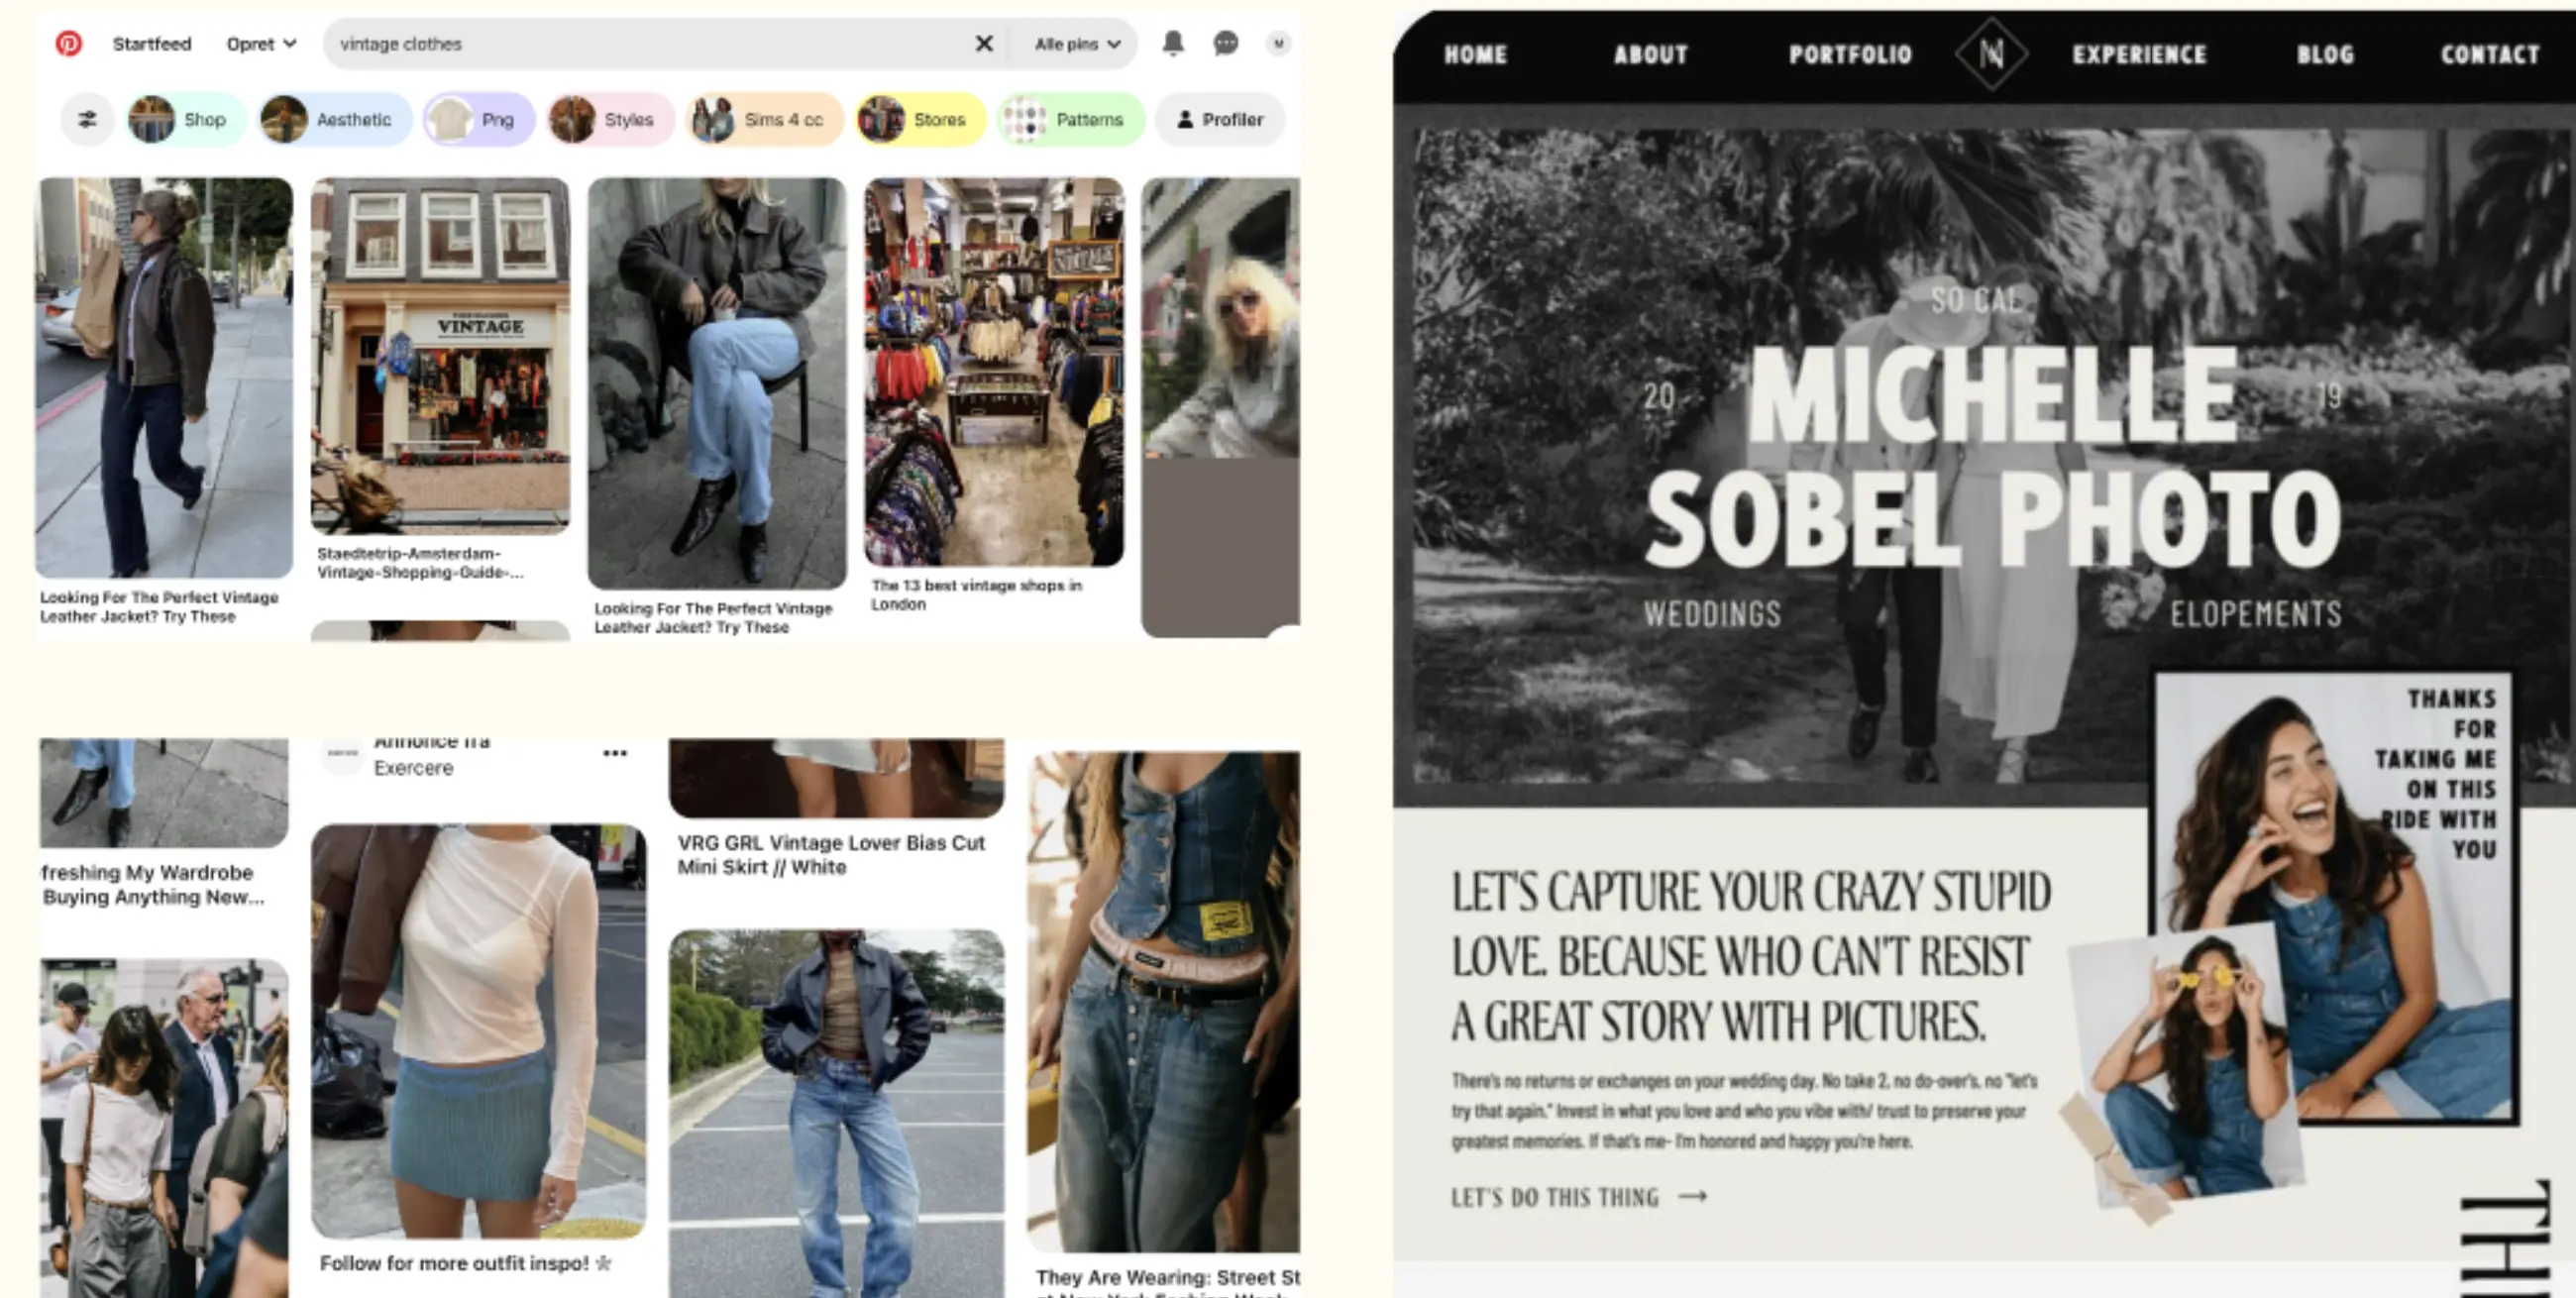 Startfeed
Opret
vintage clothes
Alle pins
M
Shop
Aesthetic
Png
Styles
Sims 4 cc
Stores
Patterns
Profiler
VINTAGE
Looking For The Perfect Vintage
Leather Jacket? Try These
Staedtetrip-Amsterdam-
Vintage-Shopping-Guide-...
Looking For The Perfect Vintage
Leather Jacket? Try These
VINTAGE
The 13 best vintage shops in
London
freshing My Wardrobe
Buying Anything New...
Annonce fra
Exercere
Follow for more outfit inspo!
VRG GRL Vintage Lover Bias Cut
Mini Skirt // White
They Are Wearing: Street St
at New York Fashion Week
HOME
ABOUT
PORTFOLIO
EXPERIENCE
BLOG
CONTACT
SO CAL
20
MICHELLE
19
SOBEL PHOTO
WEDDINGS
ELOPEMENTS
THANKS
FOR
TAKING ME
ON THIS
RIDE WITH
YOU
LET'S CAPTURE YOUR CRAZY STUPID
LOVE. BECAUSE WHO CAN'T RESIST
A GREAT STORY WITH PICTURES.
There's no returns or exchanges on your wedding day. No take 2, no do-over's, no "let's
try that again." Invest in what you love and who you vibe with/ trust to preserve your
greatest memories. If that's me- I'm honored and happy you're here.
LET'S DO THIS THING →
TH